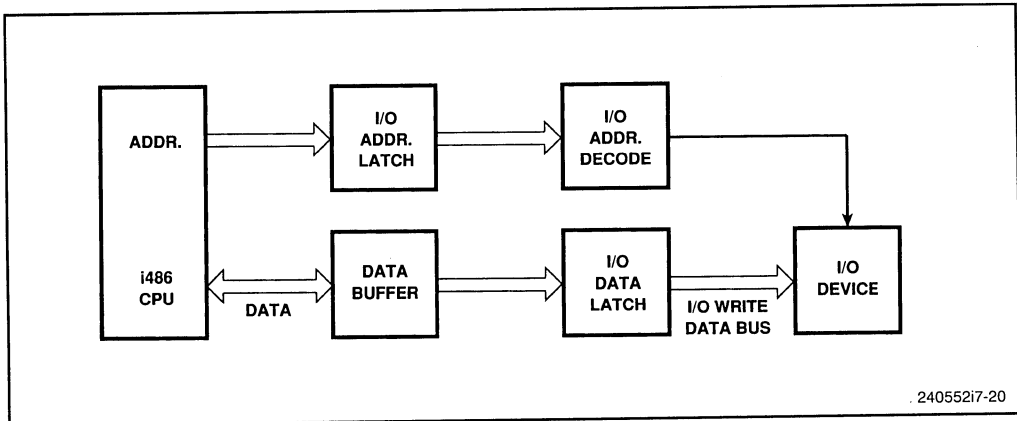 ADDR.
I/O
ADDR.
LATCH
I/O
ADDR.
DECODE
i486
CPU
DATA
DATA
BUFFER
I/O
DATA
LATCH
I/O WRITE
DATA BUS
I/O
DEVICE
240552i7-20